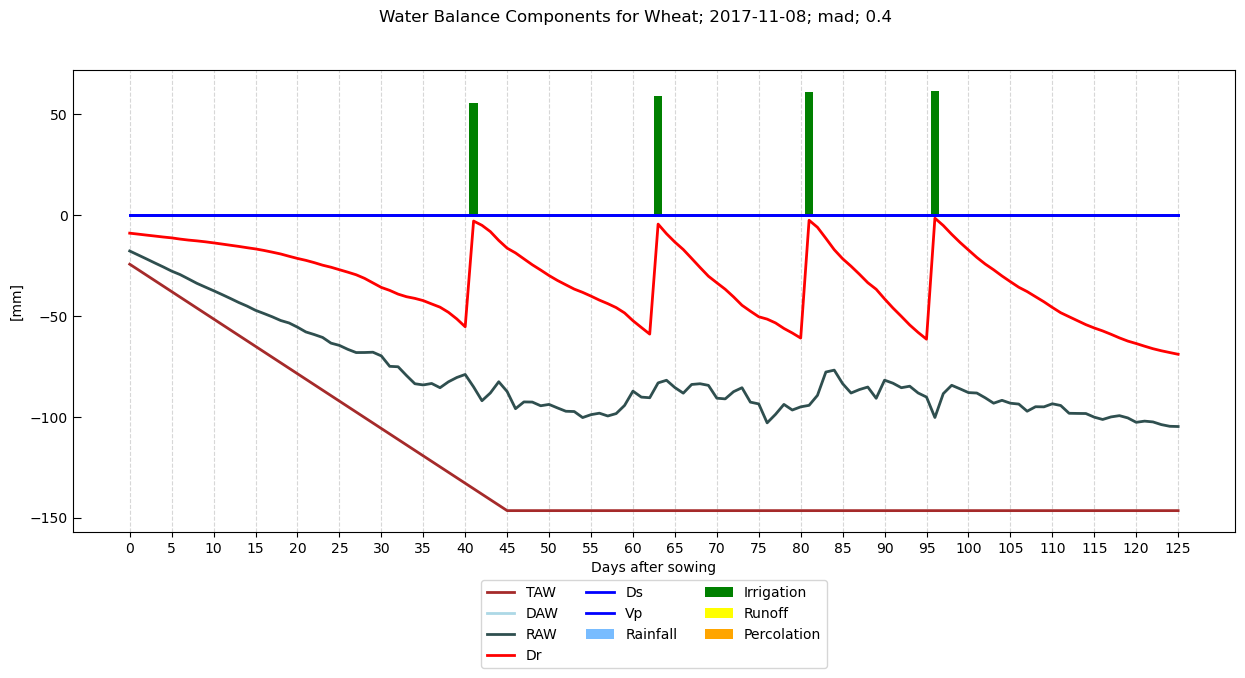 Water Balance Components for Wheat; 2017-11-08; mad; 0.4
50
0
−50
−100
−150
[mm]
0 5 10 15 20 25 30 35 40 45 50 55 60 65 70 75 80 85 90 95 100 105 110 115 120 125
Days after sowing
TAW Ds Irrigation
DAW Vp Runoff
RAW Rainfall Percolation
Dr